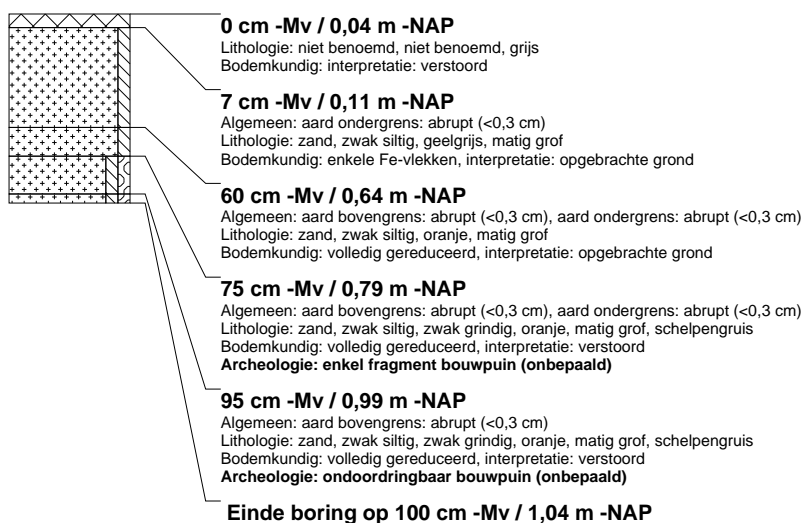 0 cm -Mv / 0,04 m -NAP
Lithologie: niet benoemd, niet benoemd, grijs
Bodemkundig: interpretatie: verstoord
7 cm -Mv / 0,11 m -NAP
Algemeen: aard ondergrens: abrupt (<0,3 cm)
Lithologie: zand, zwak siltig, geelgrijs, matig grof
Bodemkundig: enkele Fe-vlekken, interpretatie: opgebrachte grond
60 cm -Mv / 0,64 m -NAP
Algemeen: aard bovengrens: abrupt (<0,3 cm), aard ondergrens: abrupt (<0,3 cm)
Lithologie: zand, zwak siltig, oranje, matig grof
Bodemkundig: volledig gereduceerd, interpretatie: opgebrachte grond
75 cm -Mv / 0,79 m -NAP
Algemeen: aard bovengrens: abrupt (<0,3 cm), aard ondergrens: abrupt (<0,3 cm)
Lithologie: zand, zwak siltig, zwak grindig, oranje, matig grof, schelpengruis
Bodemkundig: volledig gereduceerd, interpretatie: verstoord
Archeologie: enkel fragment bouwpuin (onbepaald)
95 cm -Mv / 0,99 m -NAP
Algemeen: aard bovengrens: abrupt (<0,3 cm)
Lithologie: zand, zwak siltig, zwak grindig, oranje, matig grof, schelpengruis
Bodemkundig: volledig gereduceerd, interpretatie: verstoord
Archeologie: ondoordringbaar bouwpuin (onbepaald)
Einde boring op 100 cm -Mv / 1,04 m -NAP